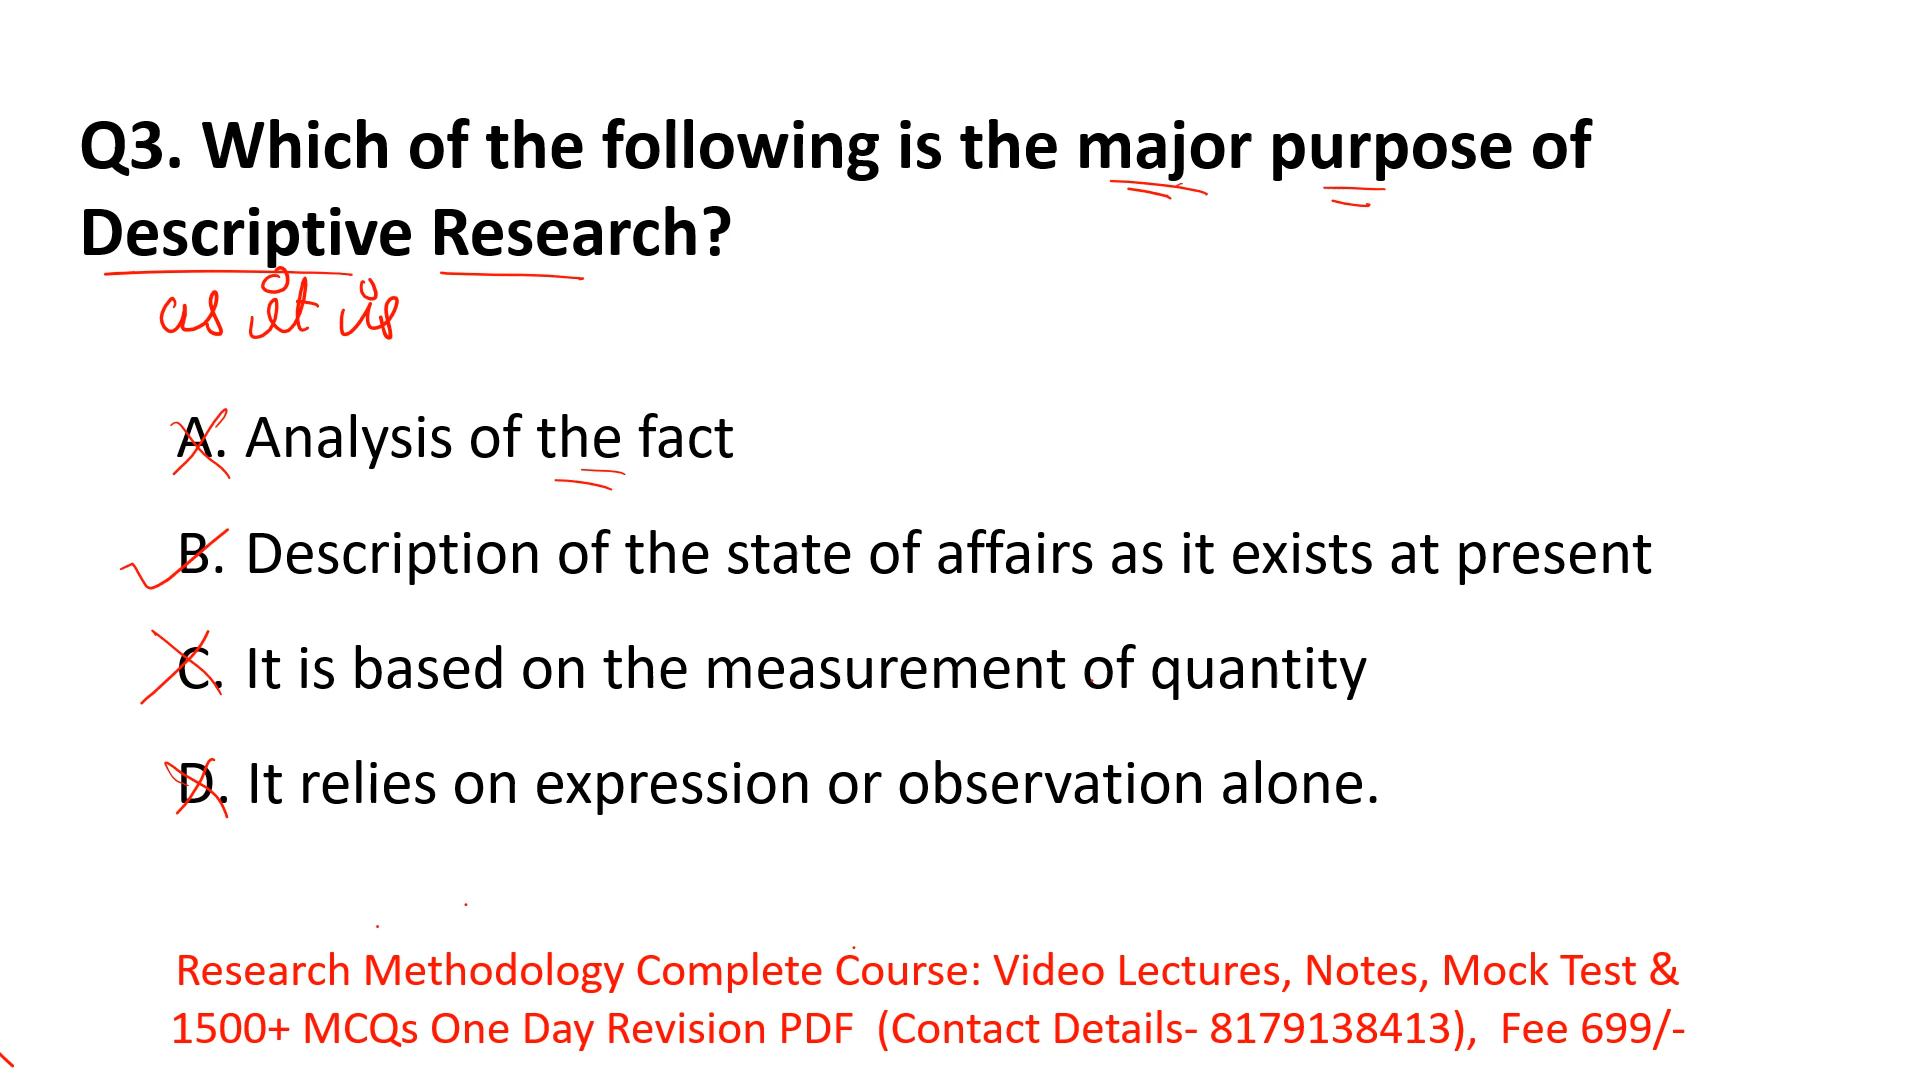 Q3. Which of the following is the major purpose of
Descriptive Research?
as it is
A. Analysis of the fact
B. Description of the state of affairs as it exists at present
C. It is based on the measurement of quantity
D. It relies on expression or observation alone.
Research Methodology Complete Course: Video Lectures, Notes, Mock Test &
1500+ MCQs One Day Revision PDF (Contact Details- 8179138413), Fee 699/-